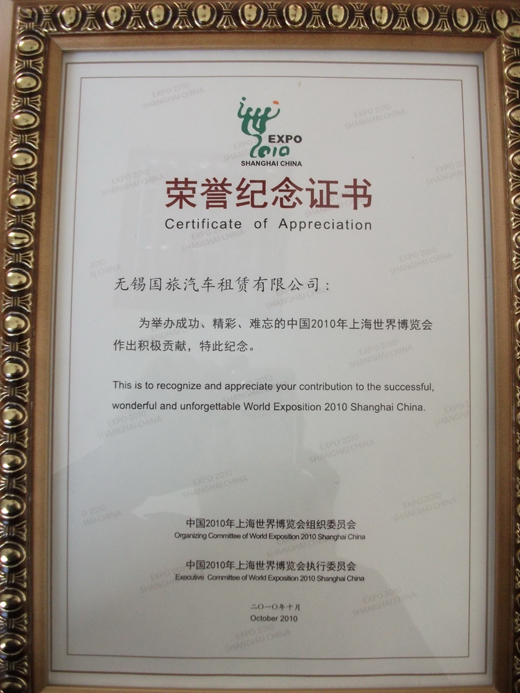 EXPO
2010
SHANGHAI CHINA
荣誉纪念证书
Certificate of Appreciation
无锡国旅汽车租赁有限公司：
为举办成功、精彩、难忘的中国2010年上海世界博览会
作出积极贡献，特此纪念。
This is to recognize and appreciate your contribution to the successful,
wonderful and unforgettable World Exposition 2010 Shanghai China.
中国2010年上海世界博览会组织委员会
Organizing Committee of World Exposition 2010 Shanghai China
中国2010年上海世界博览会执行委员会
Executive Committee of World Exposition 2010 Shanghai China
二〇一〇年十月
October 2010